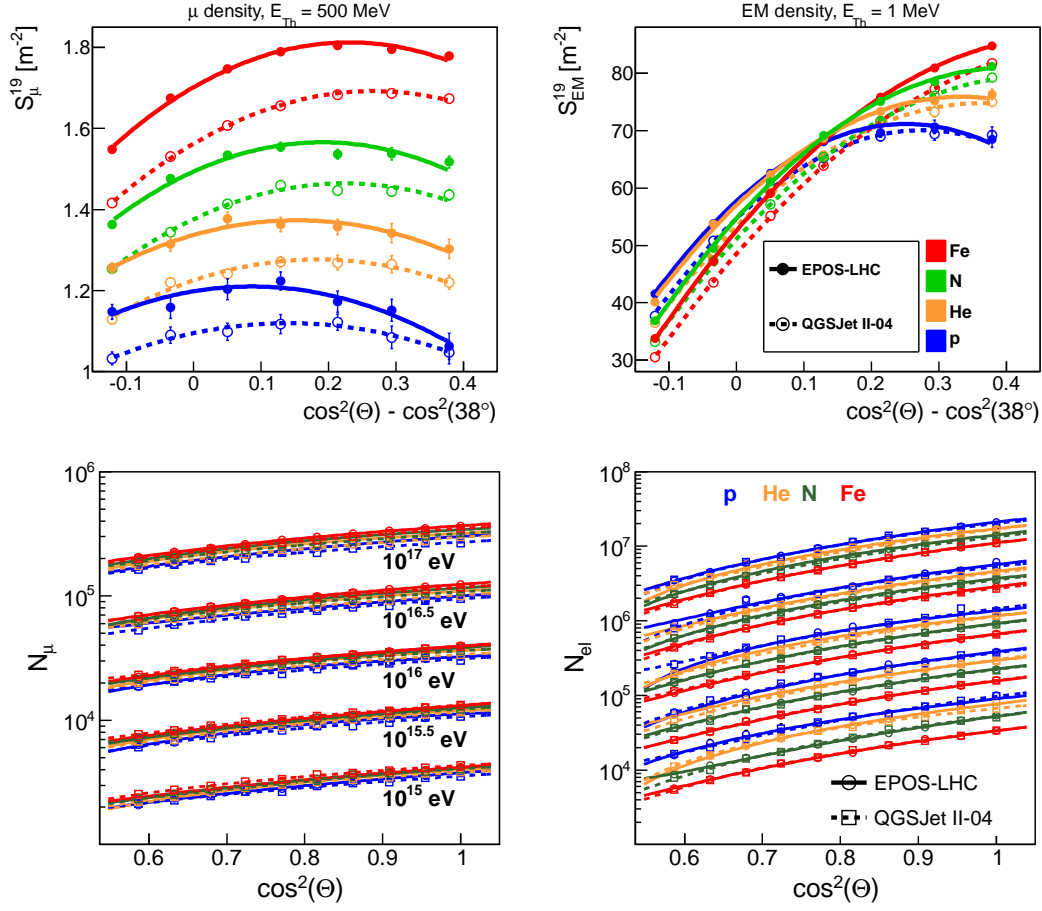 μ density, E_Th = 500 MeV
S_μ^19 [m^-2]
1.8
1.6
1.4
1.2
1
-0.1 0 0.1 0.2 0.3 0.4
cos²(Θ) - cos²(38°)
EM density, E_Th = 1 MeV
S_EM^19 [m^-2]
80
70
60
50
40
30
EPOS-LHC
QGSJet II-04
Fe
N
He
p
-0.1 0 0.1 0.2 0.3 0.4
cos²(Θ) - cos²(38°)
N_μ
10^6
10^5
10^4
10^17 eV
10^16.5 eV
10^16 eV
10^15.5 eV
10^15 eV
0.6 0.7 0.8 0.9 1
cos²(Θ)
N_el
10^8
10^7
10^6
10^5
10^4
p He N Fe
EPOS-LHC
QGSJet II-04
0.6 0.7 0.8 0.9 1
cos²(Θ)